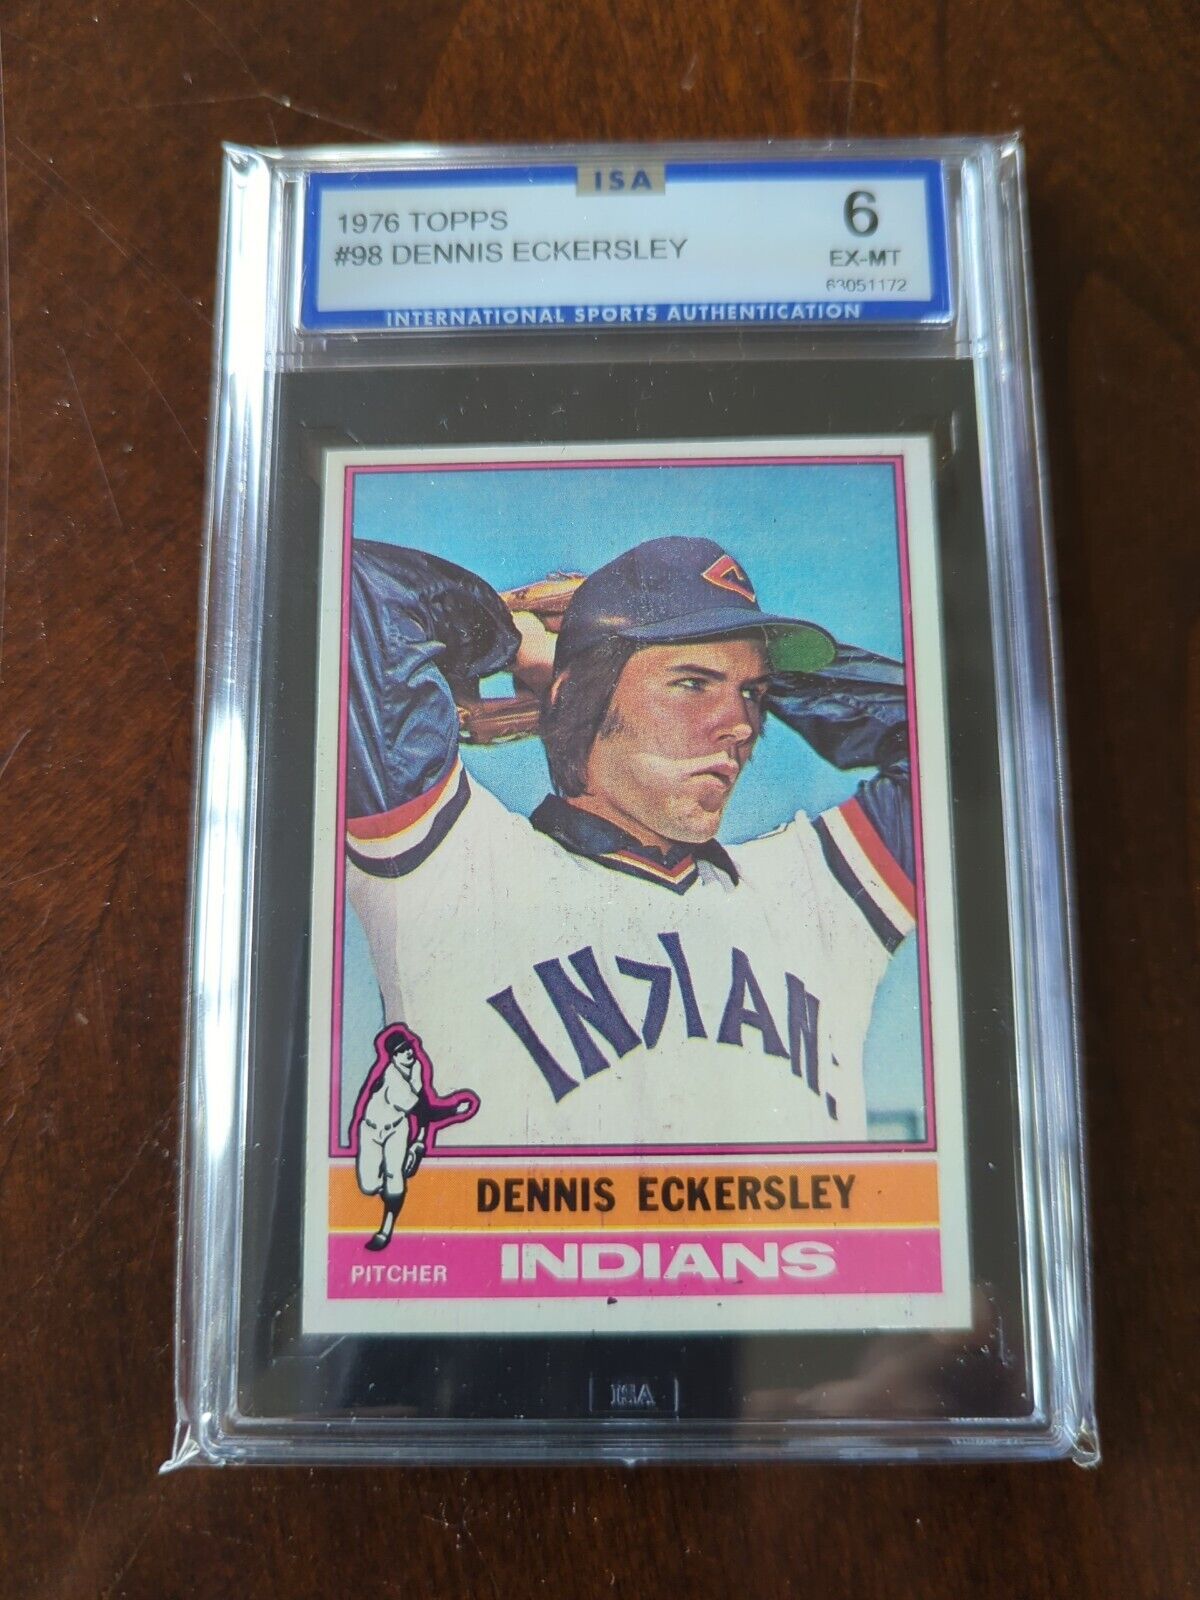 ISA
1976 TOPPS
#98 DENNIS ECKERSLEY
6
EX-MT
63051172
INTERNATIONAL SPORTS AUTHENTICATION
C
INDIAN
DENNIS ECKERSLEY
PITCHER
INDIANS
ISA